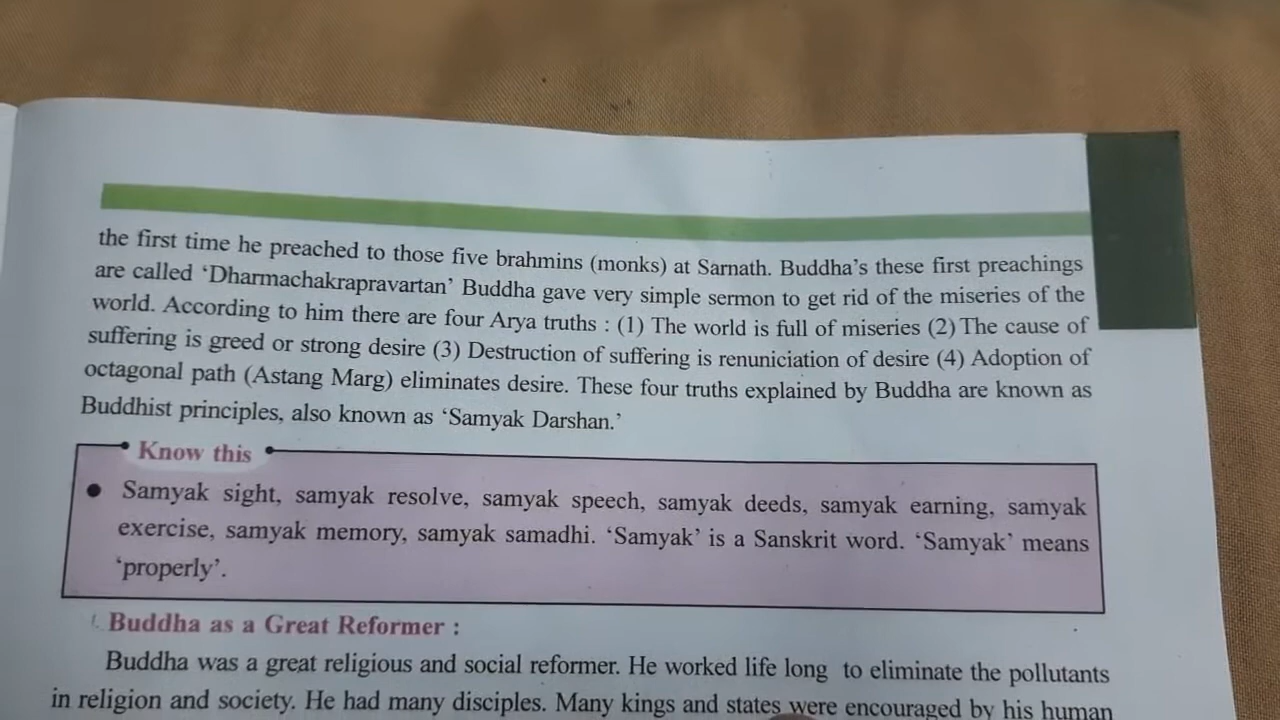 the first time he preached to those five brahmins (monks) at Sarnath. Buddha's these first preachings
are called 'Dharmachakrapravartan' Buddha gave very simple sermon to get rid of the miseries of the
world. According to him there are four Arya truths : (1) The world is full of miseries (2) The cause of
suffering is greed or strong desire (3) Destruction of suffering is renuniciation of desire (4) Adoption of
octagonal path (Astang Marg) eliminates desire. These four truths explained by Buddha are known as
Buddhist principles, also known as 'Samyak Darshan.'
Know this
● Samyak sight, samyak resolve, samyak speech, samyak deeds, samyak earning, samyak
exercise, samyak memory, samyak samadhi. 'Samyak' is a Sanskrit word. 'Samyak' means
'properly'.
Buddha as a Great Reformer :
Buddha was a great religious and social reformer. He worked life long to eliminate the pollutants
in religion and society. He had many disciples. Many kings and states were encouraged by his human